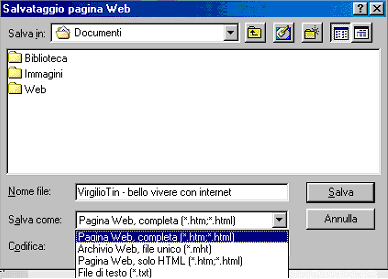 Salvataggio pagina Web
Salva in: Documenti
Biblioteca
Immagini
Web
Nome file: VirgilioTin - bello vivere con internet Salva
Salva come: Pagina Web, completa (*.htm;*.html) Annulla
Pagina Web, completa (*.htm;*.html)
Codifica: Archivio Web, file unico (*.mht)
Pagina Web, solo HTML (*.htm;*.html)
File di testo (*.txt)